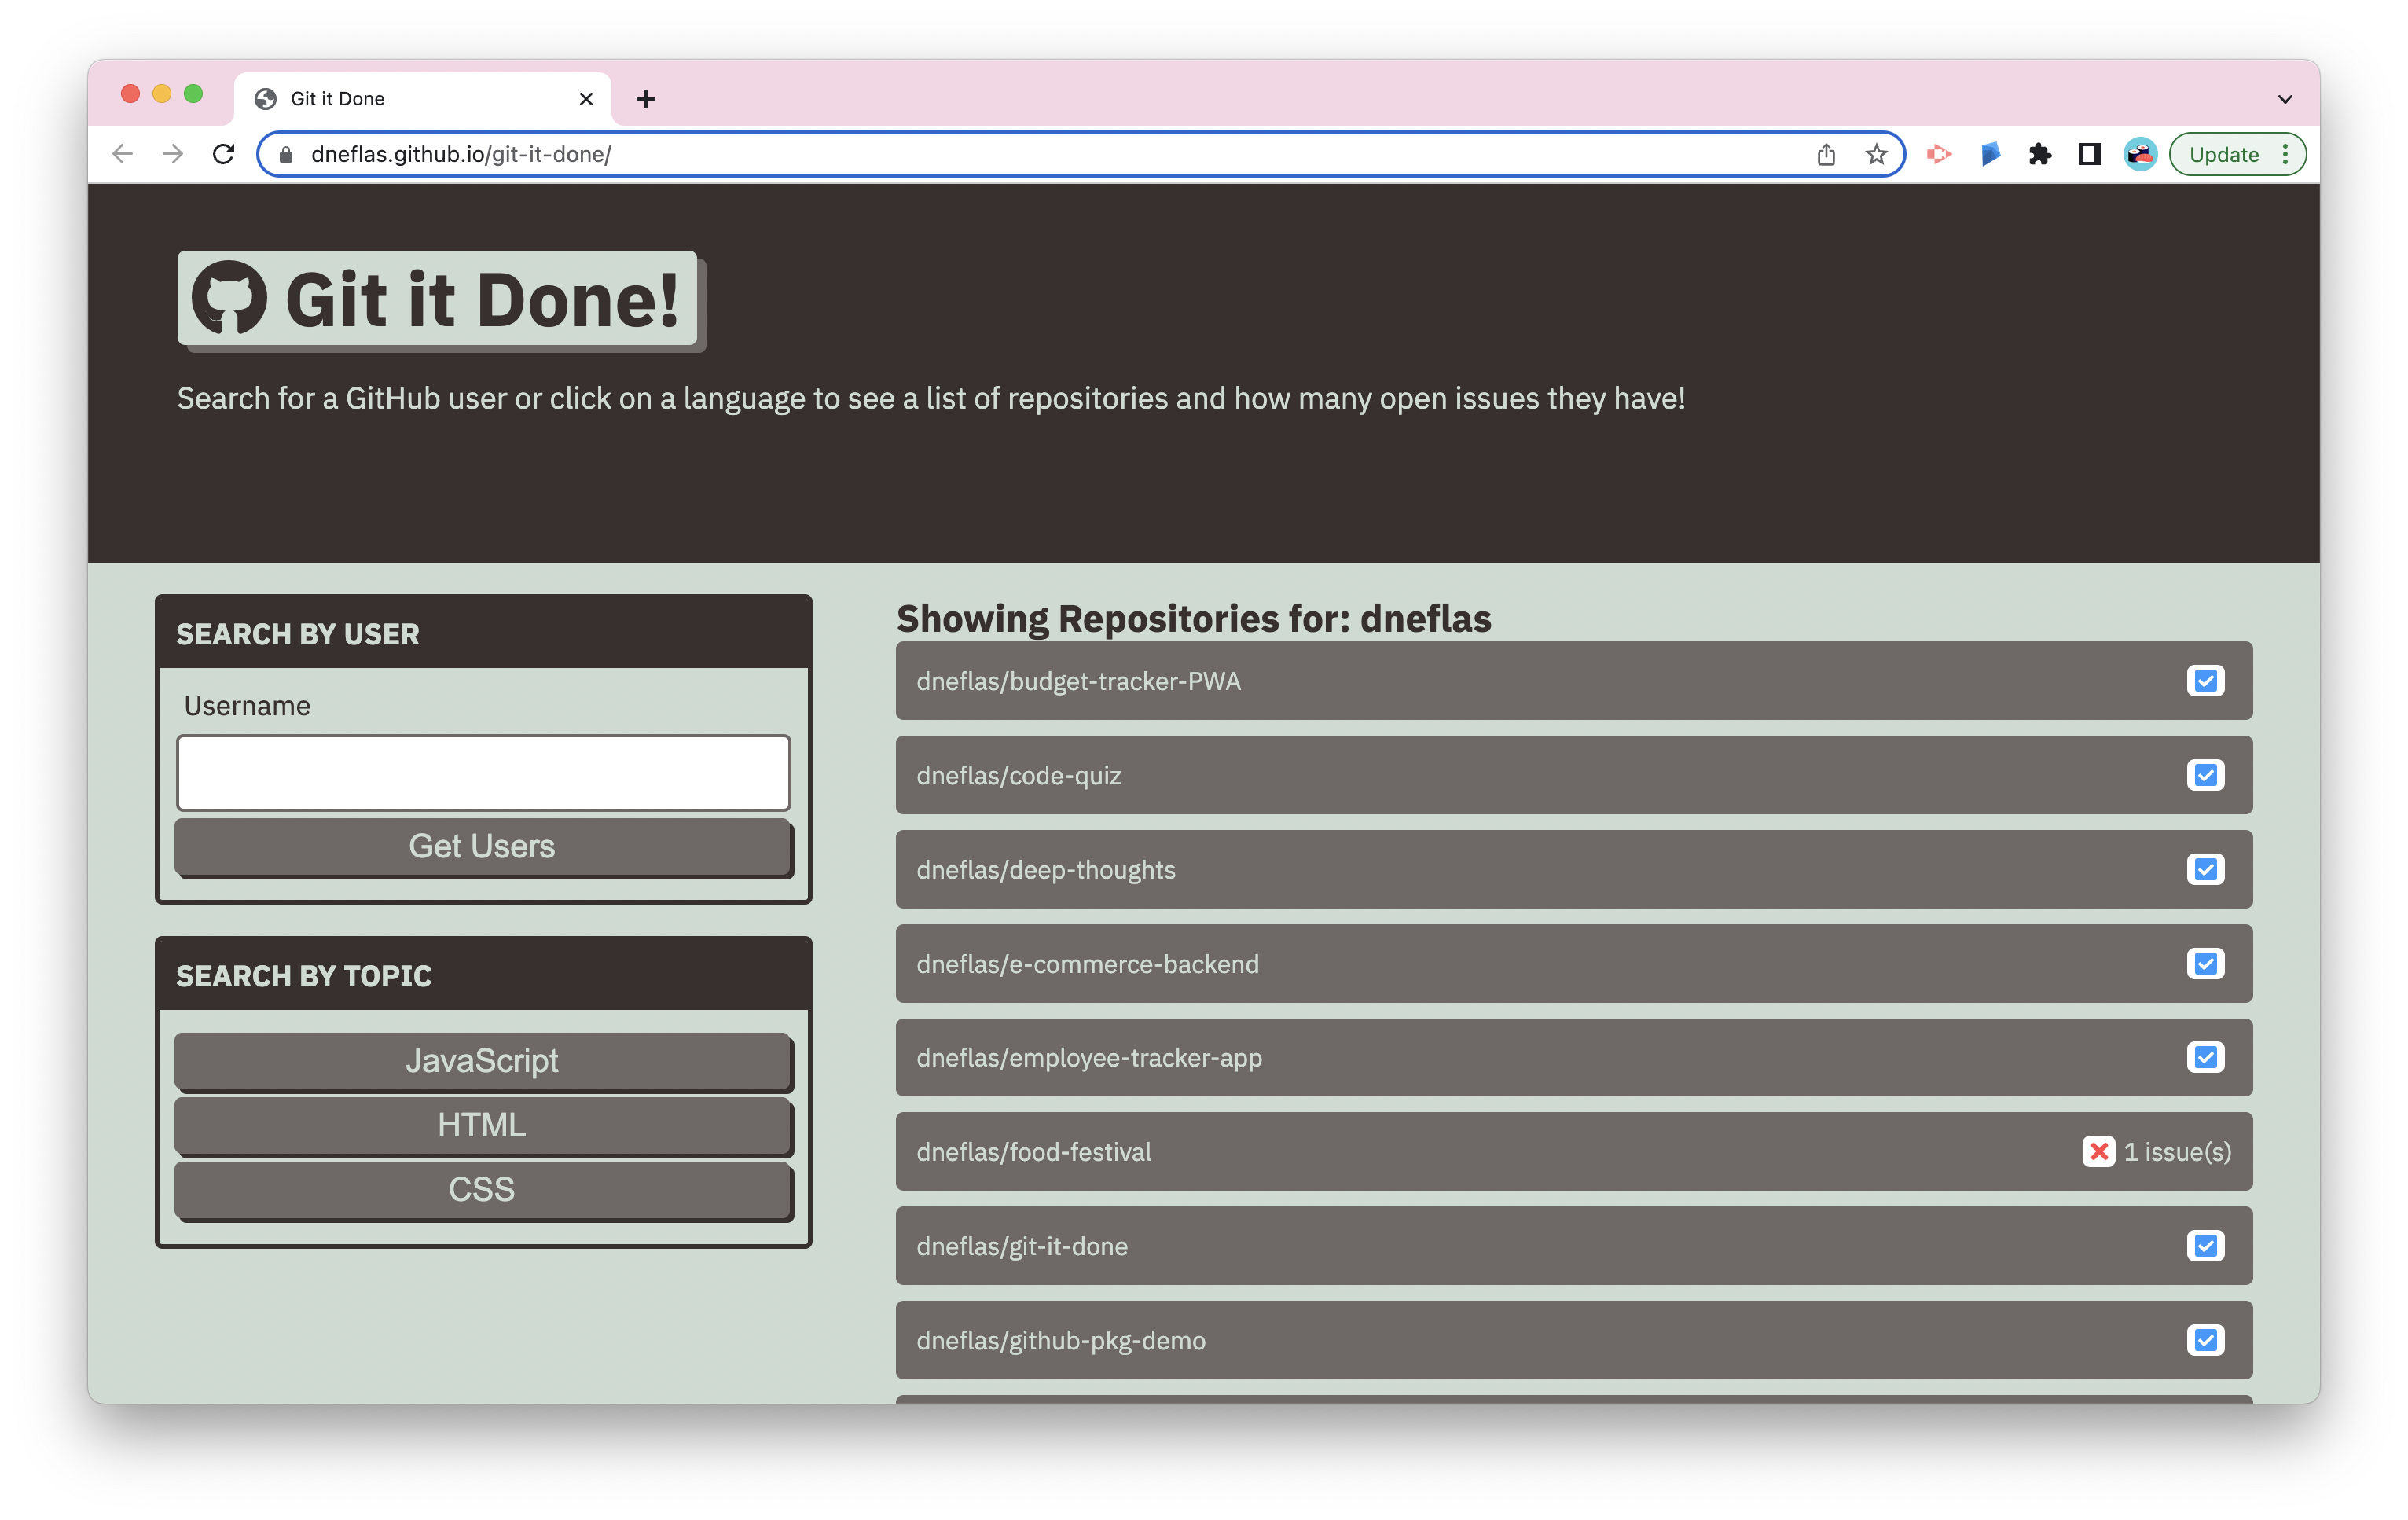 Git it Done
dneflas.github.io/git-it-done/
Update
Git it Done!
Search for a GitHub user or click on a language to see a list of repositories and how many open issues they have!
SEARCH BY USER
Username
Get Users
SEARCH BY TOPIC
JavaScript
HTML
CSS
Showing Repositories for: dneflas
dneflas/budget-tracker-PWA
dneflas/code-quiz
dneflas/deep-thoughts
dneflas/e-commerce-backend
dneflas/employee-tracker-app
dneflas/food-festival 1 issue(s)
dneflas/git-it-done
dneflas/github-pkg-demo